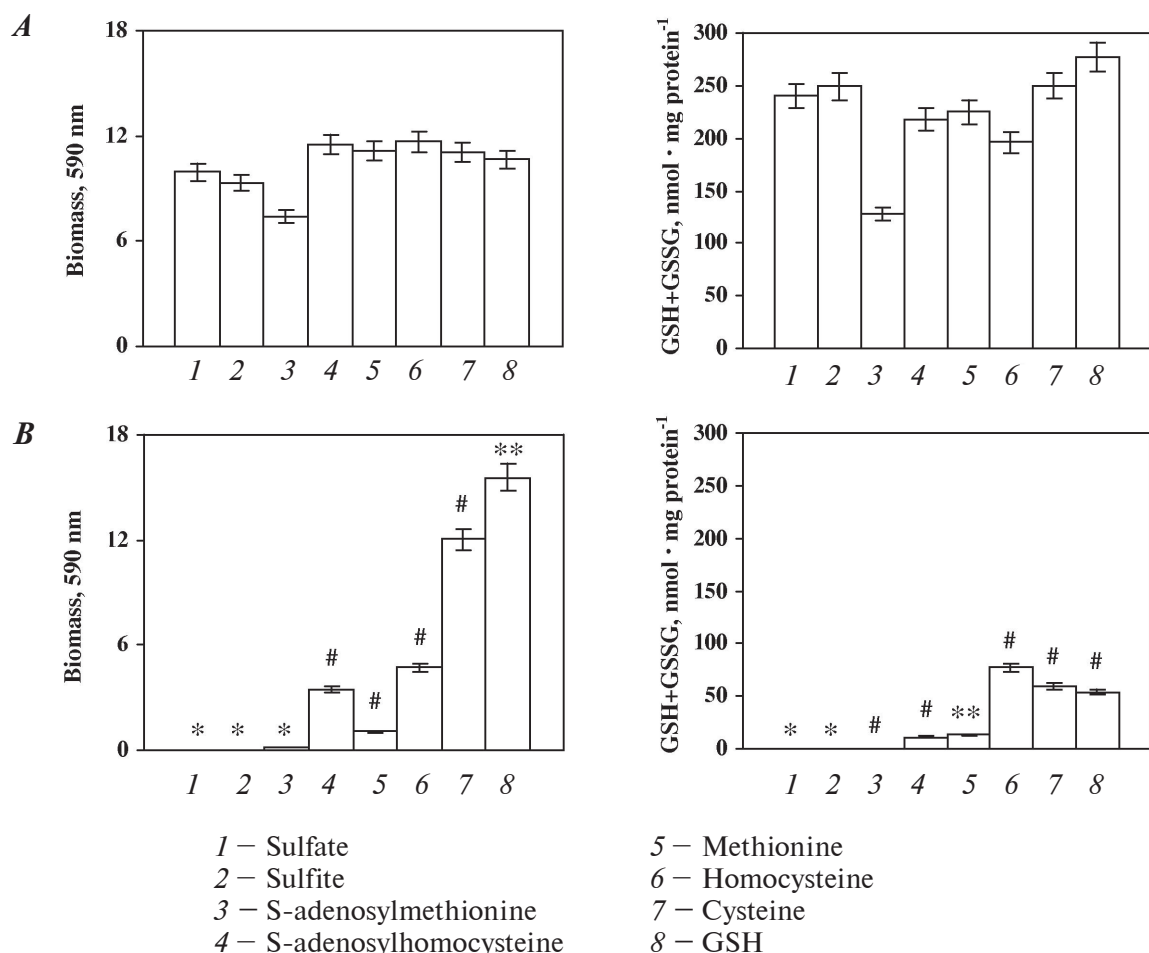 A
Biomass, 590 nm
18
12
6
0
1 2 3 4 5 6 7 8
GSH+GSSG, nmol · mg protein⁻¹
300
250
200
150
100
50
0
1 2 3 4 5 6 7 8
B
Biomass, 590 nm
18
12
6
0
* * * # # # # **
1 2 3 4 5 6 7 8
GSH+GSSG, nmol · mg protein⁻¹
300
250
200
150
100
50
0
* * # # ** # # #
1 2 3 4 5 6 7 8
1 – Sulfate
2 – Sulfite
3 – S-adenosylmethionine
4 – S-adenosylhomocysteine
5 – Methionine
6 – Homocysteine
7 – Cysteine
8 – GSH